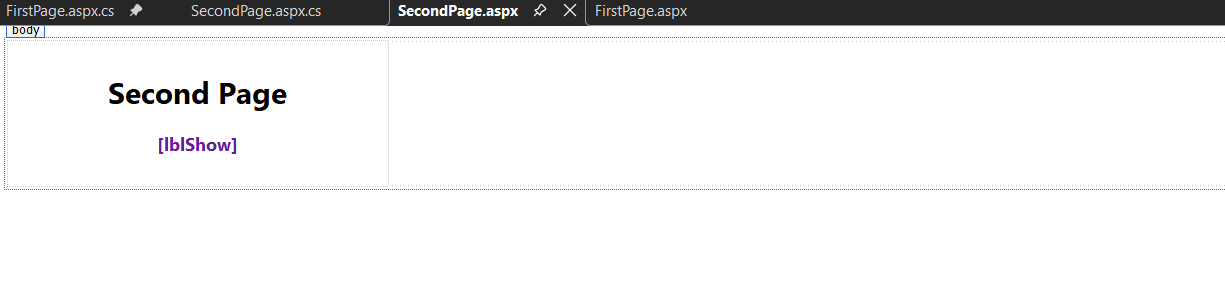 FirstPage.aspx.cs SecondPage.aspx.cs SecondPage.aspx FirstPage.aspx
body
Second Page
[lblShow]